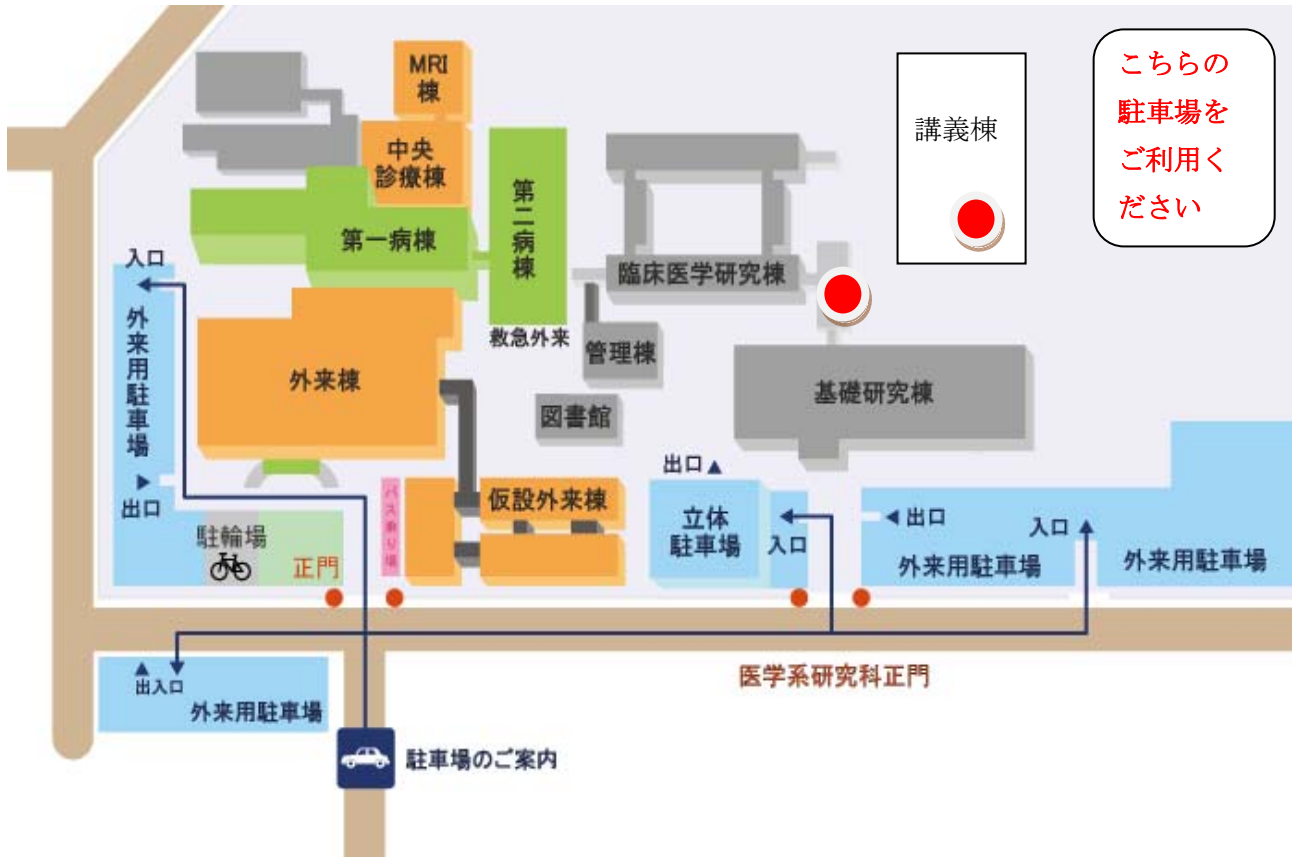 MRI
棟
中央
診療棟
第一病棟
第二病棟
救急外来
臨床医学研究棟
管理棟
図書館
基礎研究棟
講義棟
こちらの
駐車場を
ご利用く
ださい
入口
外来用駐車場
出口
外来棟
駐輪場
正門
バス乗り場
仮設外来棟
出口
立体
駐車場
入口
出口
外来用駐車場
入口
外来用駐車場
医学系研究科正門
出入口
外来用駐車場
駐車場のご案内